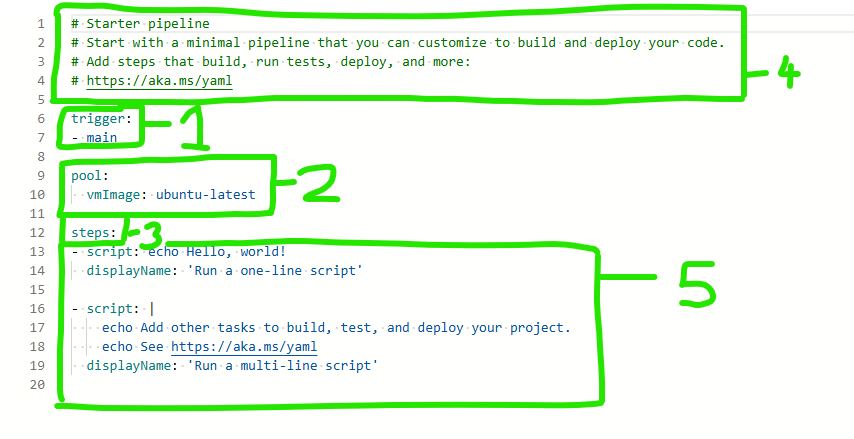 1 # Starter pipeline
2 # Start with a minimal pipeline that you can customize to build and deploy your code.
3 # Add steps that build, run tests, deploy, and more:
4 # https://aka.ms/yaml
4
5
6 trigger:
1
7 - main
8
9 pool:
2
10   vmImage: ubuntu-latest
11
12 steps:
3
13 - script: echo Hello, world!
14   displayName: 'Run a one-line script'
5
15
16 - script: |
17     echo Add other tasks to build, test, and deploy your project.
18     echo See https://aka.ms/yaml
19   displayName: 'Run a multi-line script'
20